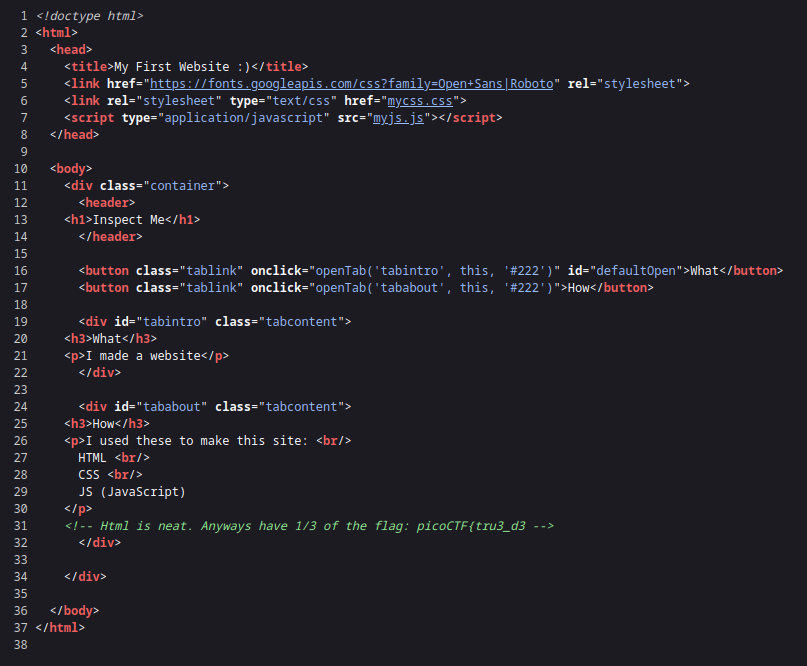 1 <!doctype html>
2 <html>
3   <head>
4     <title>My First Website :)</title>
5     <link href="https://fonts.googleapis.com/css?family=Open+Sans|Roboto" rel="stylesheet">
6     <link rel="stylesheet" type="text/css" href="mycss.css">
7     <script type="application/javascript" src="myjs.js"></script>
8   </head>
9
10   <body>
11     <div class="container">
12       <header>
13     <h1>Inspect Me</h1>
14       </header>
15
16       <button class="tablink" onclick="openTab('tabintro', this, '#222')" id="defaultOpen">What</button>
17       <button class="tablink" onclick="openTab('tababout', this, '#222')">How</button>
18
19       <div id="tabintro" class="tabcontent">
20     <h3>What</h3>
21     <p>I made a website</p>
22       </div>
23
24       <div id="tababout" class="tabcontent">
25     <h3>How</h3>
26     <p>I used these to make this site: <br/>
27       HTML <br/>
28       CSS <br/>
29       JS (JavaScript)
30     </p>
31     <!-- Html is neat. Anyways have 1/3 of the flag: picoCTF{tru3_d3 -->
32       </div>
33
34     </div>
35
36   </body>
37 </html>
38